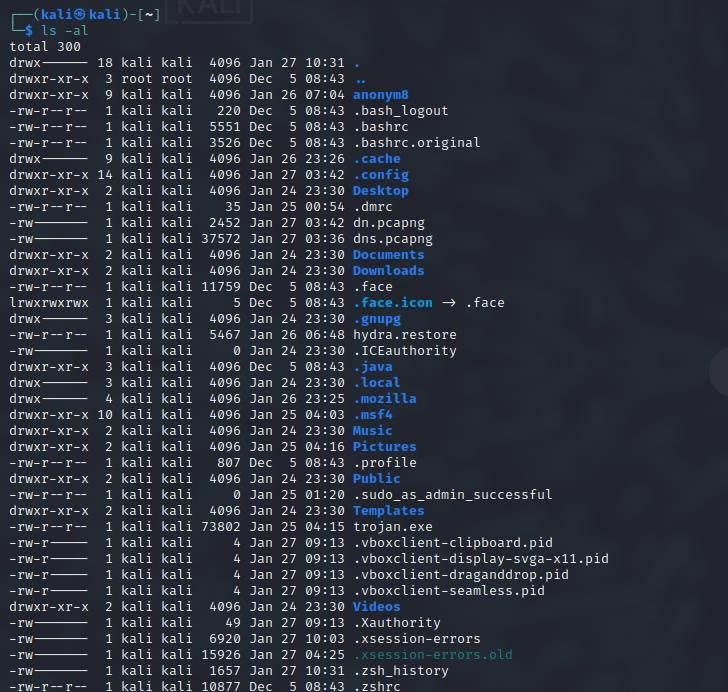 KALI
┌──(kali㉿kali)-[~]
└─$ ls -al
total 300
drwx------ 18 kali kali  4096 Jan 27 10:31 .
drwxr-xr-x  3 root root  4096 Dec  5 08:43 ..
drwxr-xr-x  9 kali kali  4096 Jan 26 07:04 anonym8
-rw-r--r--  1 kali kali   220 Dec  5 08:43 .bash_logout
-rw-r--r--  1 kali kali  5551 Dec  5 08:43 .bashrc
-rw-r--r--  1 kali kali  3526 Dec  5 08:43 .bashrc.original
drwx------  9 kali kali  4096 Jan 26 23:26 .cache
drwxr-xr-x 14 kali kali  4096 Jan 27 03:42 .config
drwxr-xr-x  2 kali kali  4096 Jan 24 23:30 Desktop
-rw-r--r--  1 kali kali    35 Jan 25 00:54 .dmrc
-rw-------  1 kali kali  2452 Jan 27 03:42 dn.pcapng
-rw-------  1 kali kali 37572 Jan 27 03:36 dns.pcapng
drwxr-xr-x  2 kali kali  4096 Jan 24 23:30 Documents
drwxr-xr-x  2 kali kali  4096 Jan 24 23:30 Downloads
-rw-r--r--  1 kali kali 11759 Dec  5 08:43 .face
lrwxrwxrwx  1 kali kali     5 Dec  5 08:43 .face.icon -> .face
drwx------  3 kali kali  4096 Jan 24 23:30 .gnupg
-rw-r--r--  1 kali kali  5467 Jan 26 06:48 hydra.restore
-rw-------  1 kali kali     0 Jan 24 23:30 .ICEauthority
drwxr-xr-x  3 kali kali  4096 Dec  5 08:43 .java
drwx------  3 kali kali  4096 Jan 24 23:30 .local
drwx------  4 kali kali  4096 Jan 26 23:25 .mozilla
drwxr-xr-x 10 kali kali  4096 Jan 25 04:03 .msf4
drwxr-xr-x  2 kali kali  4096 Jan 24 23:30 Music
drwxr-xr-x  2 kali kali  4096 Jan 25 04:16 Pictures
-rw-r--r--  1 kali kali   807 Dec  5 08:43 .profile
drwxr-xr-x  2 kali kali  4096 Jan 24 23:30 Public
-rw-r--r--  1 kali kali     0 Jan 25 01:20 .sudo_as_admin_successful
drwxr-xr-x  2 kali kali  4096 Jan 24 23:30 Templates
-rw-r--r--  1 kali kali 73802 Jan 25 04:15 trojan.exe
-rw-r-----  1 kali kali     4 Jan 27 09:13 .vboxclient-clipboard.pid
-rw-r-----  1 kali kali     4 Jan 27 09:13 .vboxclient-display-svga-x11.pid
-rw-r-----  1 kali kali     4 Jan 27 09:13 .vboxclient-draganddrop.pid
-rw-r-----  1 kali kali     4 Jan 27 09:13 .vboxclient-seamless.pid
drwxr-xr-x  2 kali kali  4096 Jan 24 23:30 Videos
-rw-------  1 kali kali    49 Jan 27 09:13 .Xauthority
-rw-------  1 kali kali  6920 Jan 27 10:03 .xsession-errors
-rw-------  1 kali kali 15926 Jan 27 04:25 .xsession-errors.old
-rw-------  1 kali kali  1657 Jan 27 10:31 .zsh_history
-rw-r--r--  1 kali kali 10877 Dec  5 08:43 .zshrc